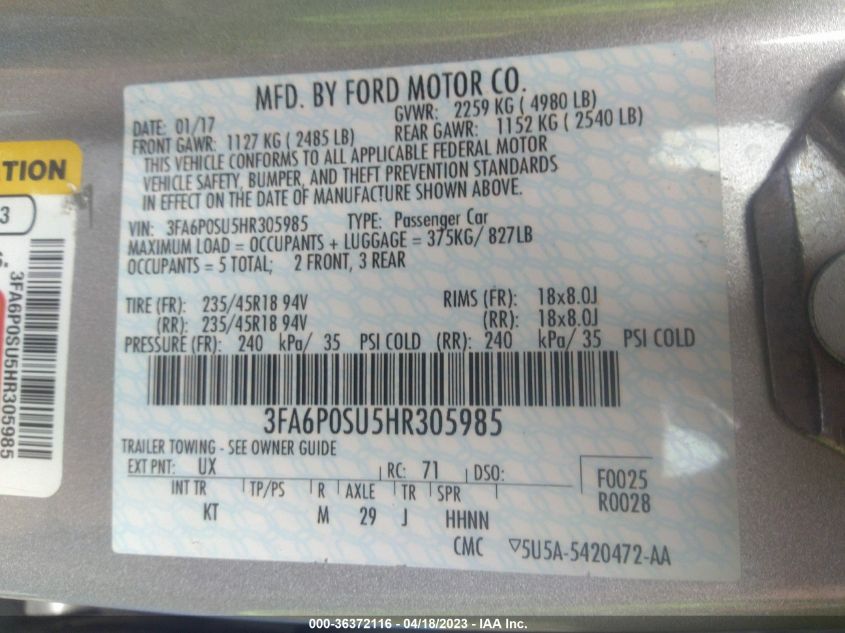 MFD. BY FORD MOTOR CO.
DATE: 01/17 GVWR: 2259 KG ( 4980 LB)
FRONT GAWR: 1127 KG ( 2485 LB) REAR GAWR: 1152 KG ( 2540 LB)
THIS VEHICLE CONFORMS TO ALL APPLICABLE FEDERAL MOTOR
VEHICLE SAFETY, BUMPER, AND THEFT PREVENTION STANDARDS
IN EFFECT ON THE DATE OF MANUFACTURE SHOWN ABOVE.
VIN: 3FA6P0SU5HR305985 TYPE: Passenger Car
MAXIMUM LOAD = OCCUPANTS + LUGGAGE = 375KG/ 827LB
OCCUPANTS = 5 TOTAL; 2 FRONT, 3 REAR
TIRE (FR): 235/45R18 94V RIMS (FR): 18x8.0J
(RR): 235/45R18 94V (RR): 18x8.0J
PRESSURE (FR): 240 kPa/ 35 PSI COLD (RR): 240 kPa/ 35 PSI COLD
3FA6P0SU5HR305985
TRAILER TOWING - SEE OWNER GUIDE
EXT PNT: UX RC: 71 DSO:
F0025
R0028
INT TR TP/PS R AXLE TR SPR
KT M 29 J HHNN
CMC ▽5U5A-5420472-AA
TION
3
S.
3FA6P0SU5HR305985
000-36372116 - 04/18/2023 - IAA Inc.